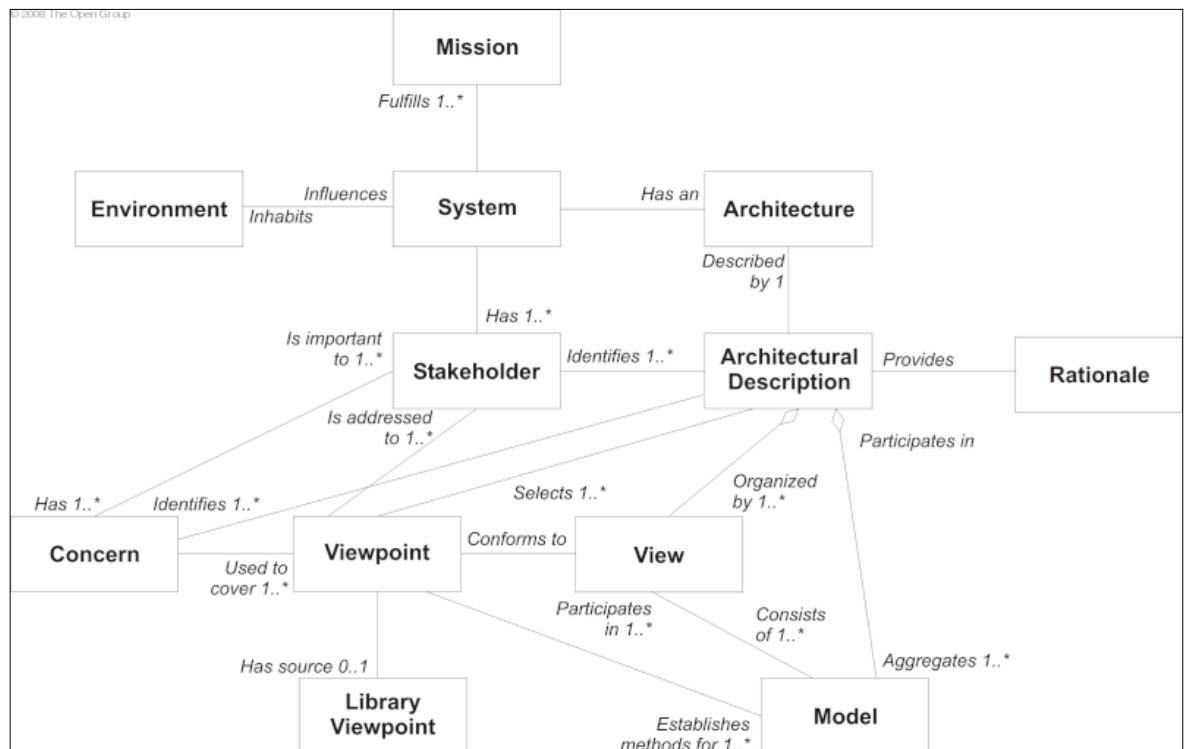 © 2008 The Open Group
Mission
Fulfills 1..*
Environment
Influences
Inhabits
System
Has an
Architecture
Described
by 1
Has 1..*
Is important
to 1..*
Stakeholder
Identifies 1..*
Architectural
Description
Provides
Rationale
Is addressed
to 1..*
Participates in
Organized
by 1..*
Selects 1..*
Has 1..*
Identifies 1..*
Concern
Used to
cover 1..*
Viewpoint
Conforms to
View
Participates
in 1..*
Consists
of 1..*
Aggregates 1..*
Has source 0..1
Library
Viewpoint
Establishes
methods for 1..*
Model